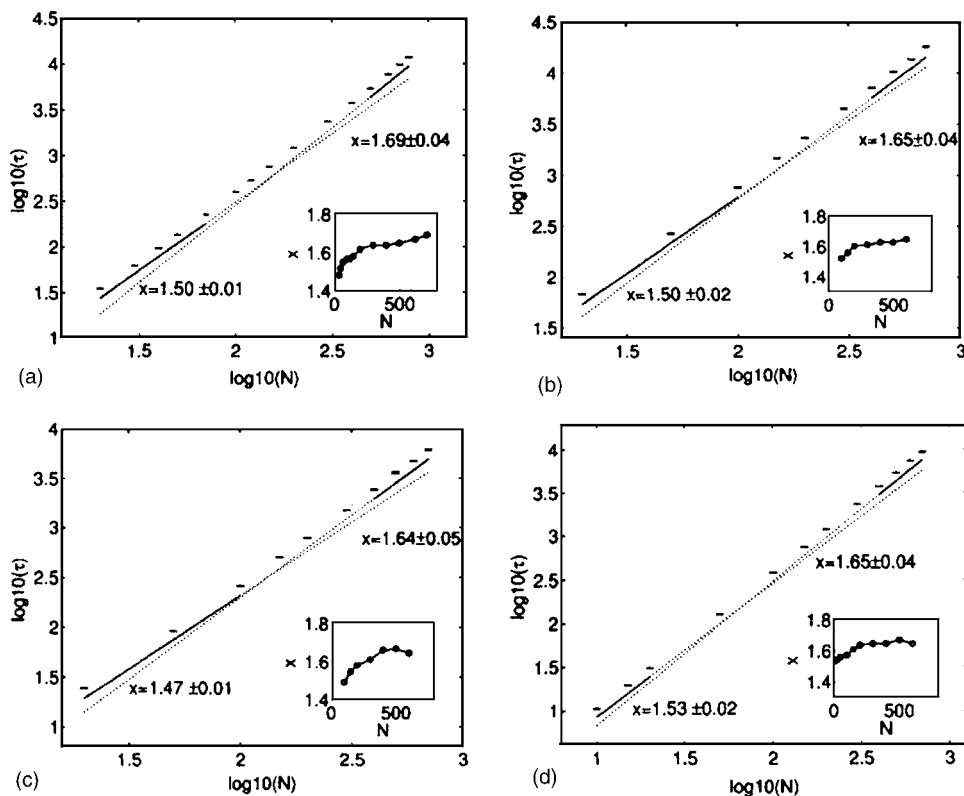 4.5
4
3.5
3
2.5
2
1.5
1
log10(τ)
x=1.69±0.04
x=1.50 ±0.01
1.8
1.6
1.4
x
0
500
N
1.5
2
2.5
3
log10(N)
(a)
4.5
4
3.5
3
2.5
2
1.5
log10(τ)
x=1.65±0.04
x=1.50 ±0.02
1.8
1.6
1.4
x
0
500
N
1.5
2
2.5
3
log10(N)
(b)
4
3.5
3
2.5
2
1.5
1
log10(τ)
x=1.64±0.05
x=1.47 ±0.01
1.8
1.6
1.4
x
0
500
N
1.5
2
2.5
3
log10(N)
(c)
4
3.5
3
2.5
2
1.5
1
log10(τ)
x=1.65±0.04
x=1.53 ±0.02
1.8
1.6
1.4
x
0
500
N
1
1.5
2
2.5
3
log10(N)
(d)